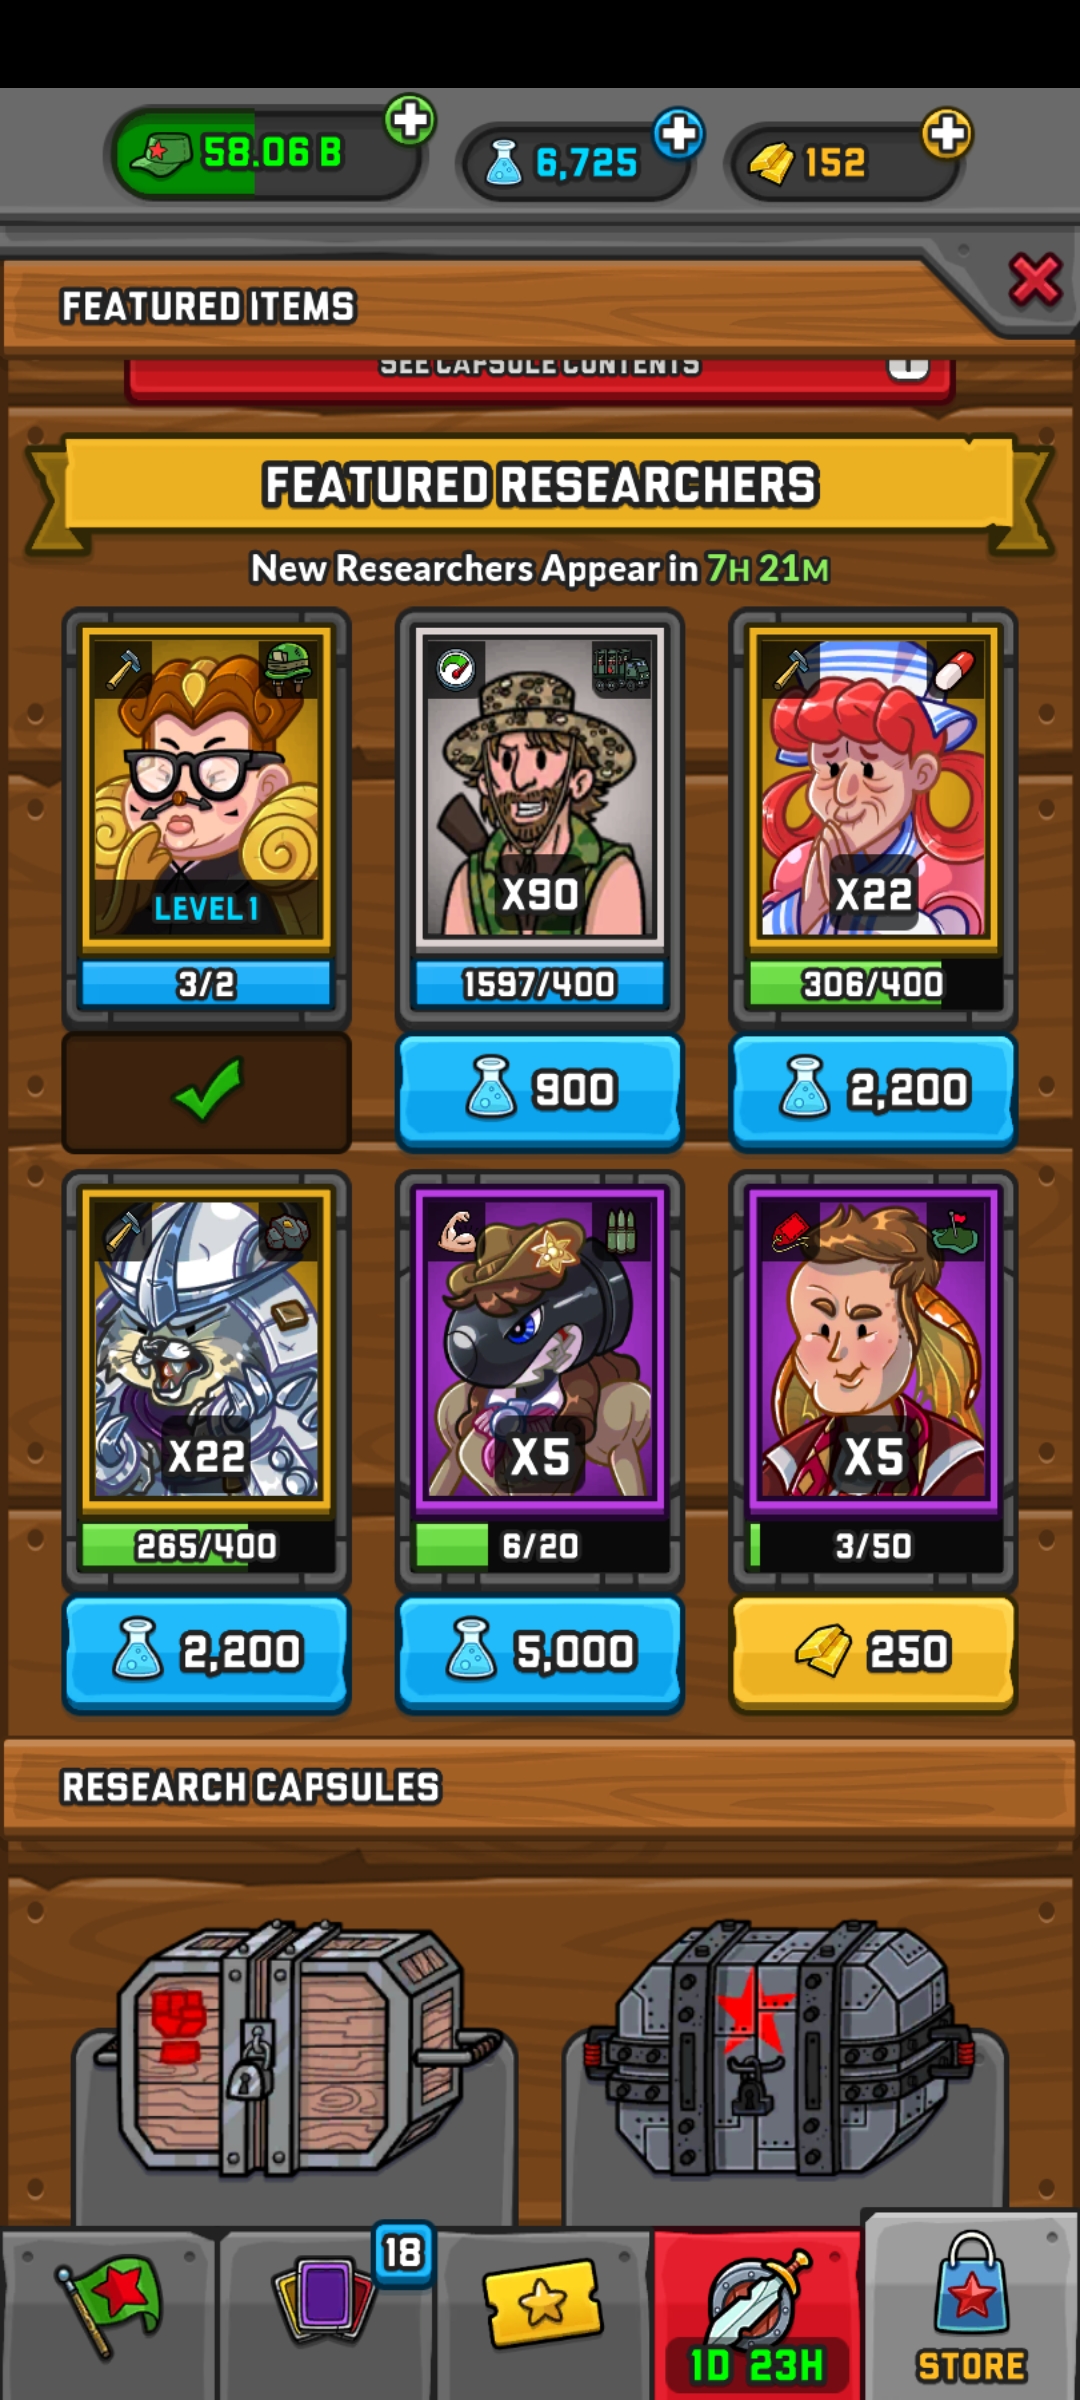 58.06 B
6,725
152
FEATURED ITEMS
SEE CAPSULE CONTENTS
FEATURED RESEARCHERS
New Researchers Appear in 7H 21M
LEVEL 1
X90
X22
3/2
1597/400
306/400
900
2,200
X22
X5
X5
265/400
6/20
3/50
2,200
5,000
250
RESEARCH CAPSULES
18
1D 23H
STORE